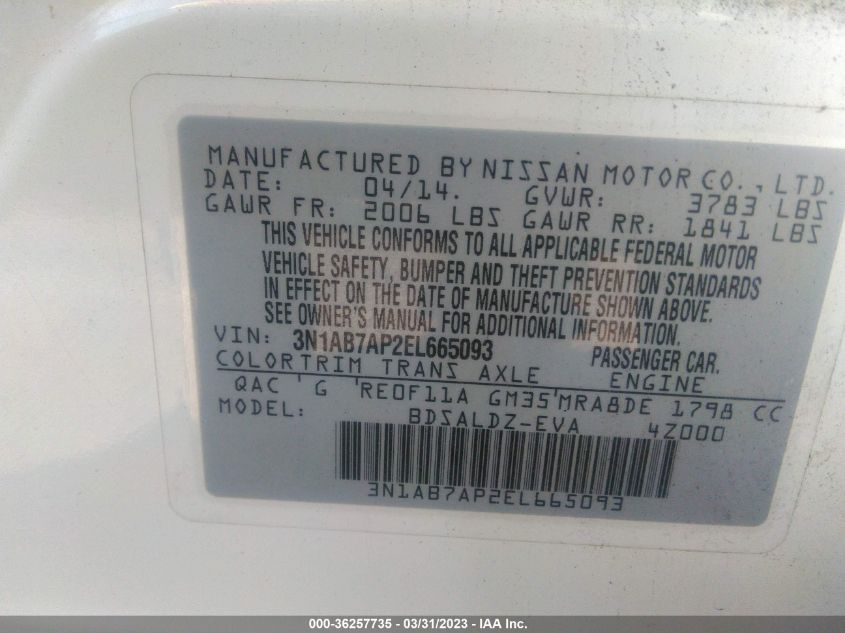 MANUFACTURED BY NISSAN MOTOR CO., LTD.
DATE: 04/14. GVWR: 3783 LBS
GAWR FR: 2006 LBS GAWR RR: 1841 LBS
THIS VEHICLE CONFORMS TO ALL APPLICABLE FEDERAL MOTOR
VEHICLE SAFETY, BUMPER AND THEFT PREVENTION STANDARDS
IN EFFECT ON THE DATE OF MANUFACTURE SHOWN ABOVE.
SEE OWNER'S MANUAL FOR ADDITIONAL INFORMATION.
VIN: 3N1AB7AP2EL665093 PASSENGER CAR.
COLORTRIM TRANS AXLE ENGINE
QAC ' G ' RE0F11A GM35'MRA8DE 1798 CC
MODEL: BDSALDZ-EVA 4Z000
3N1AB7AP2EL665093
000-36257735 - 03/31/2023 - IAA Inc.